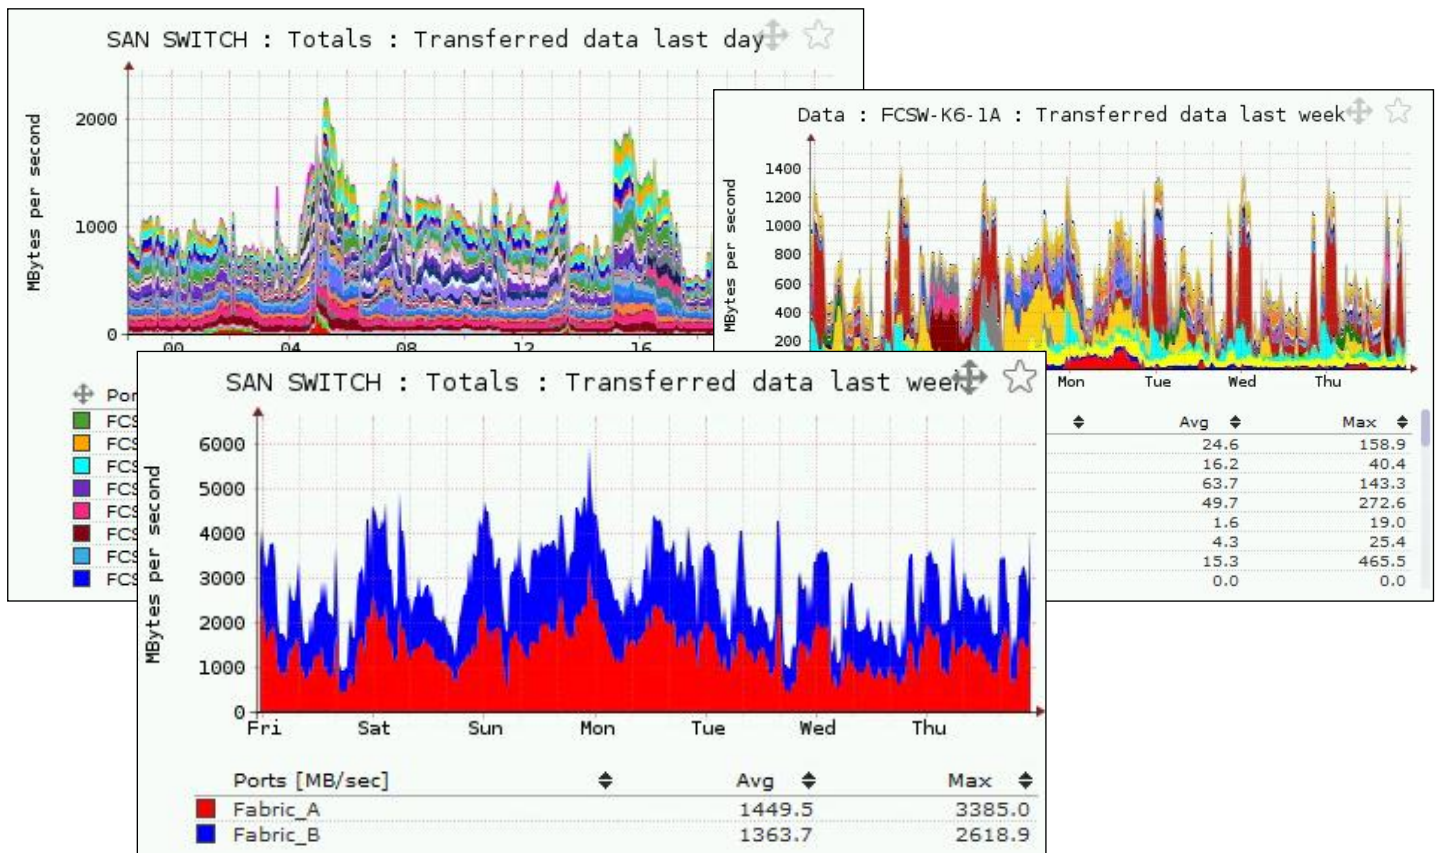 SAN SWITCH : Totals : Transferred data last day
MBytes per second
2000
1000
0
00 04 08 12 16
FCS
FCS
FCS
FCS
FCS
FCS
FCS
FCS
Data : FCSW-K6-1A : Transferred data last week
MBytes per second
1400
1200
1000
800
600
400
200
Mon Tue Wed Thu
Avg Max
24.6 158.9
16.2 40.4
63.7 143.3
49.7 272.6
1.6 19.0
4.3 25.4
15.3 465.5
0.0 0.0
SAN SWITCH : Totals : Transferred data last week
MBytes per second
6000
5000
4000
3000
2000
1000
0
Fri Sat Sun Mon Tue Wed Thu
Ports [MB/sec] Avg Max
Fabric_A 1449.5 3385.0
Fabric_B 1363.7 2618.9